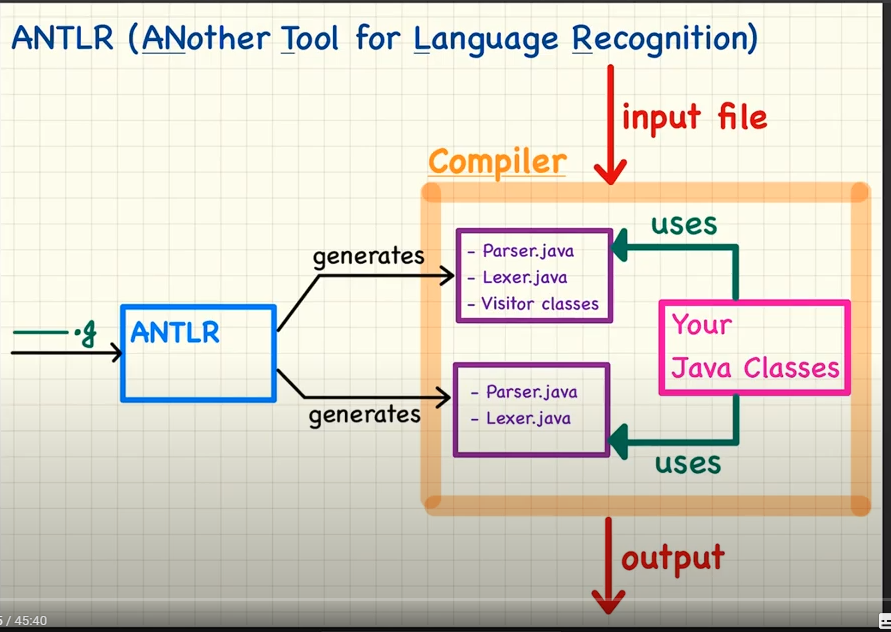 ANTLR (ANother Tool for Language Recognition)
input file
Compiler
uses
generates
- Parser.java
- Lexer.java
- Visitor classes
.g
ANTLR
Your
Java Classes
- Parser.java
- Lexer.java
generates
uses
output
/ 45:40